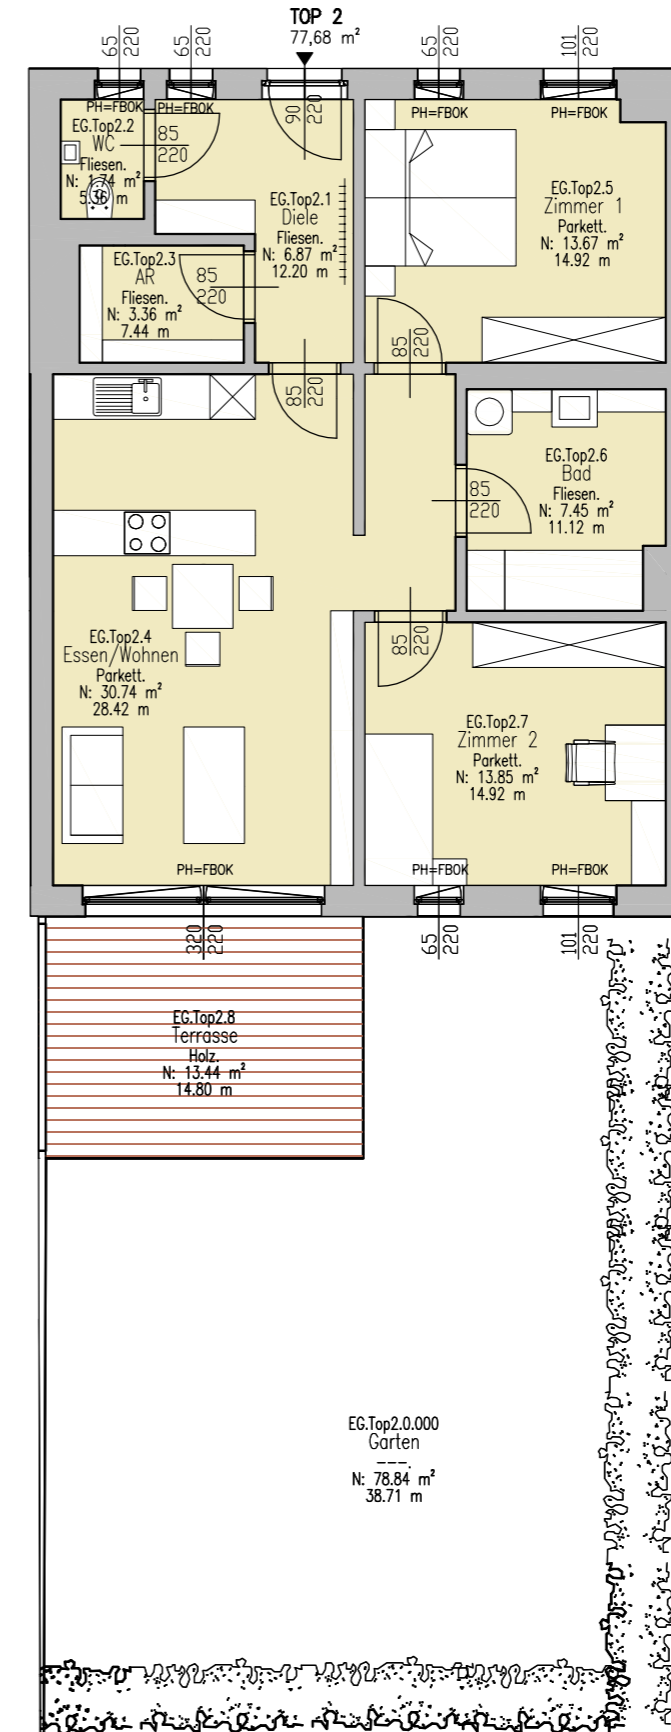 TOP 2
77,68 m²
65
220
65
220
65
220
101
220
PH=FBOK
PH=FBOK
PH=FBOK
PH=FBOK
90
220
EG.Top2.2
WC
Fliesen.
N: 1.74 m²
5.36 m
85
220
EG.Top2.1
Diele
Fliesen.
N: 6.87 m²
12.20 m
EG.Top2.5
Zimmer 1
Parkett.
N: 13.67 m²
14.92 m
EG.Top2.3
AR
Fliesen.
N: 3.36 m²
7.44 m
85
220
85
220
85
220
EG.Top2.6
Bad
Fliesen.
N: 7.45 m²
11.12 m
85
220
EG.Top2.4
Essen/Wohnen
Parkett.
N: 30.74 m²
28.42 m
85
220
EG.Top2.7
Zimmer 2
Parkett.
N: 13.85 m²
14.92 m
PH=FBOK
PH=FBOK
PH=FBOK
320
220
65
220
101
220
EG.Top2.8
Terrasse
Holz.
N: 13.44 m²
14.80 m
EG.Top2.0.000
Garten
---.
N: 78.84 m²
38.71 m